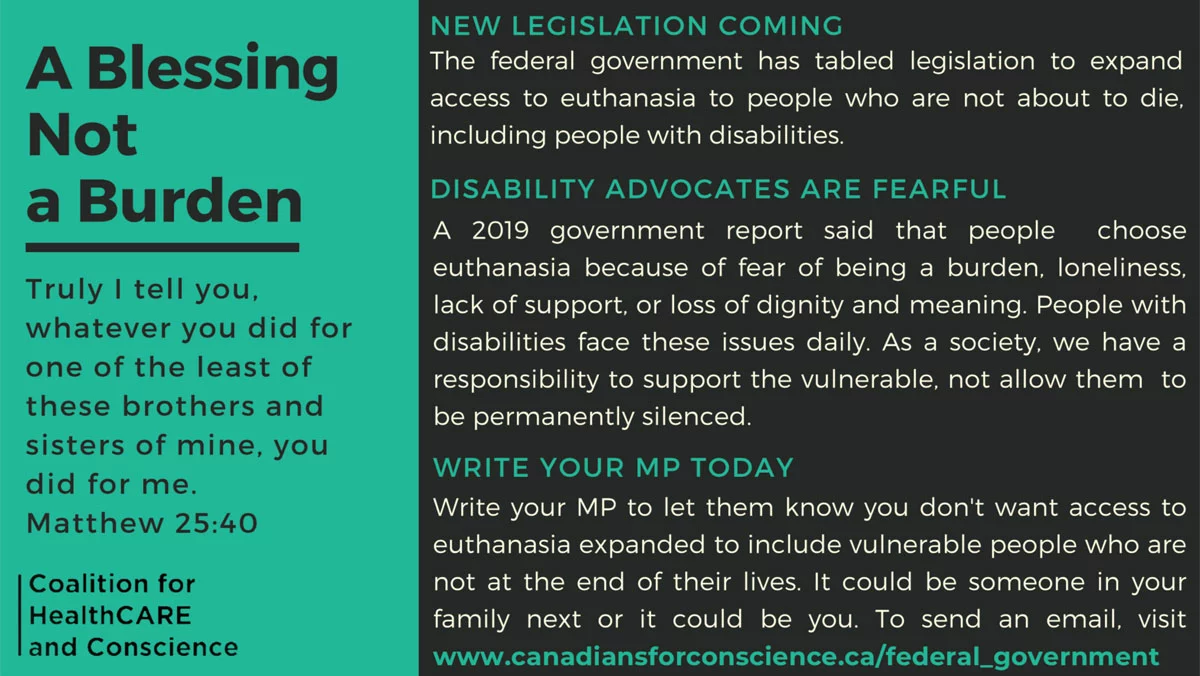 A Blessing
Not
a Burden
Truly I tell you,
whatever you did for
one of the least of
these brothers and
sisters of mine, you
did for me.
Matthew 25:40
Coalition for
HealthCARE
and Conscience
NEW LEGISLATION COMING
The federal government has tabled legislation to expand
access to euthanasia to people who are not about to die,
including people with disabilities.
DISABILITY ADVOCATES ARE FEARFUL
A 2019 government report said that people choose
euthanasia because of fear of being a burden, loneliness,
lack of support, or loss of dignity and meaning. People with
disabilities face these issues daily. As a society, we have a
responsibility to support the vulnerable, not allow them to
be permanently silenced.
WRITE YOUR MP TODAY
Write your MP to let them know you don't want access to
euthanasia expanded to include vulnerable people who are
not at the end of their lives. It could be someone in your
family next or it could be you. To send an email, visit
www.canadiansforconscience.ca/federal_government